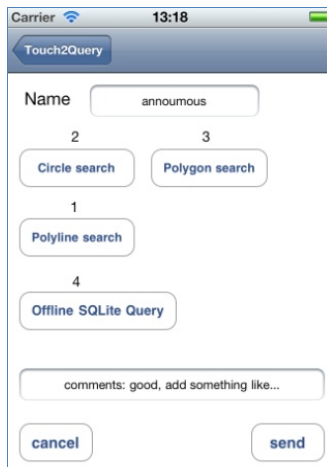 Carrier 13:18
Touch2Query
Name annoumous
2 3
Circle search Polygon search
1
Polyline search
4
Offline SQLite Query
comments: good, add something like...
cancel send